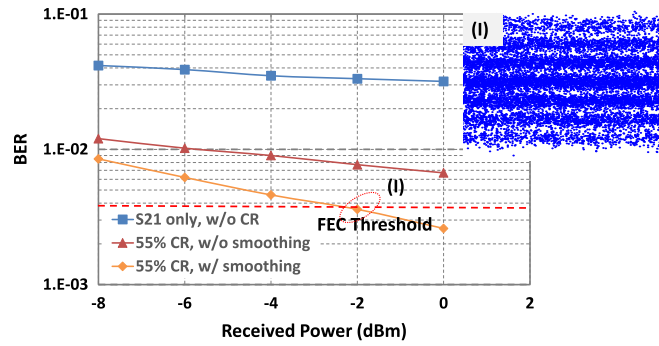 1.E-01
(I)
BER
1.E-02
(I)
FEC Threshold
S21 only, w/o CR
55% CR, w/o smoothing
55% CR, w/ smoothing
1.E-03
-8 -6 -4 -2 0 2
Received Power (dBm)